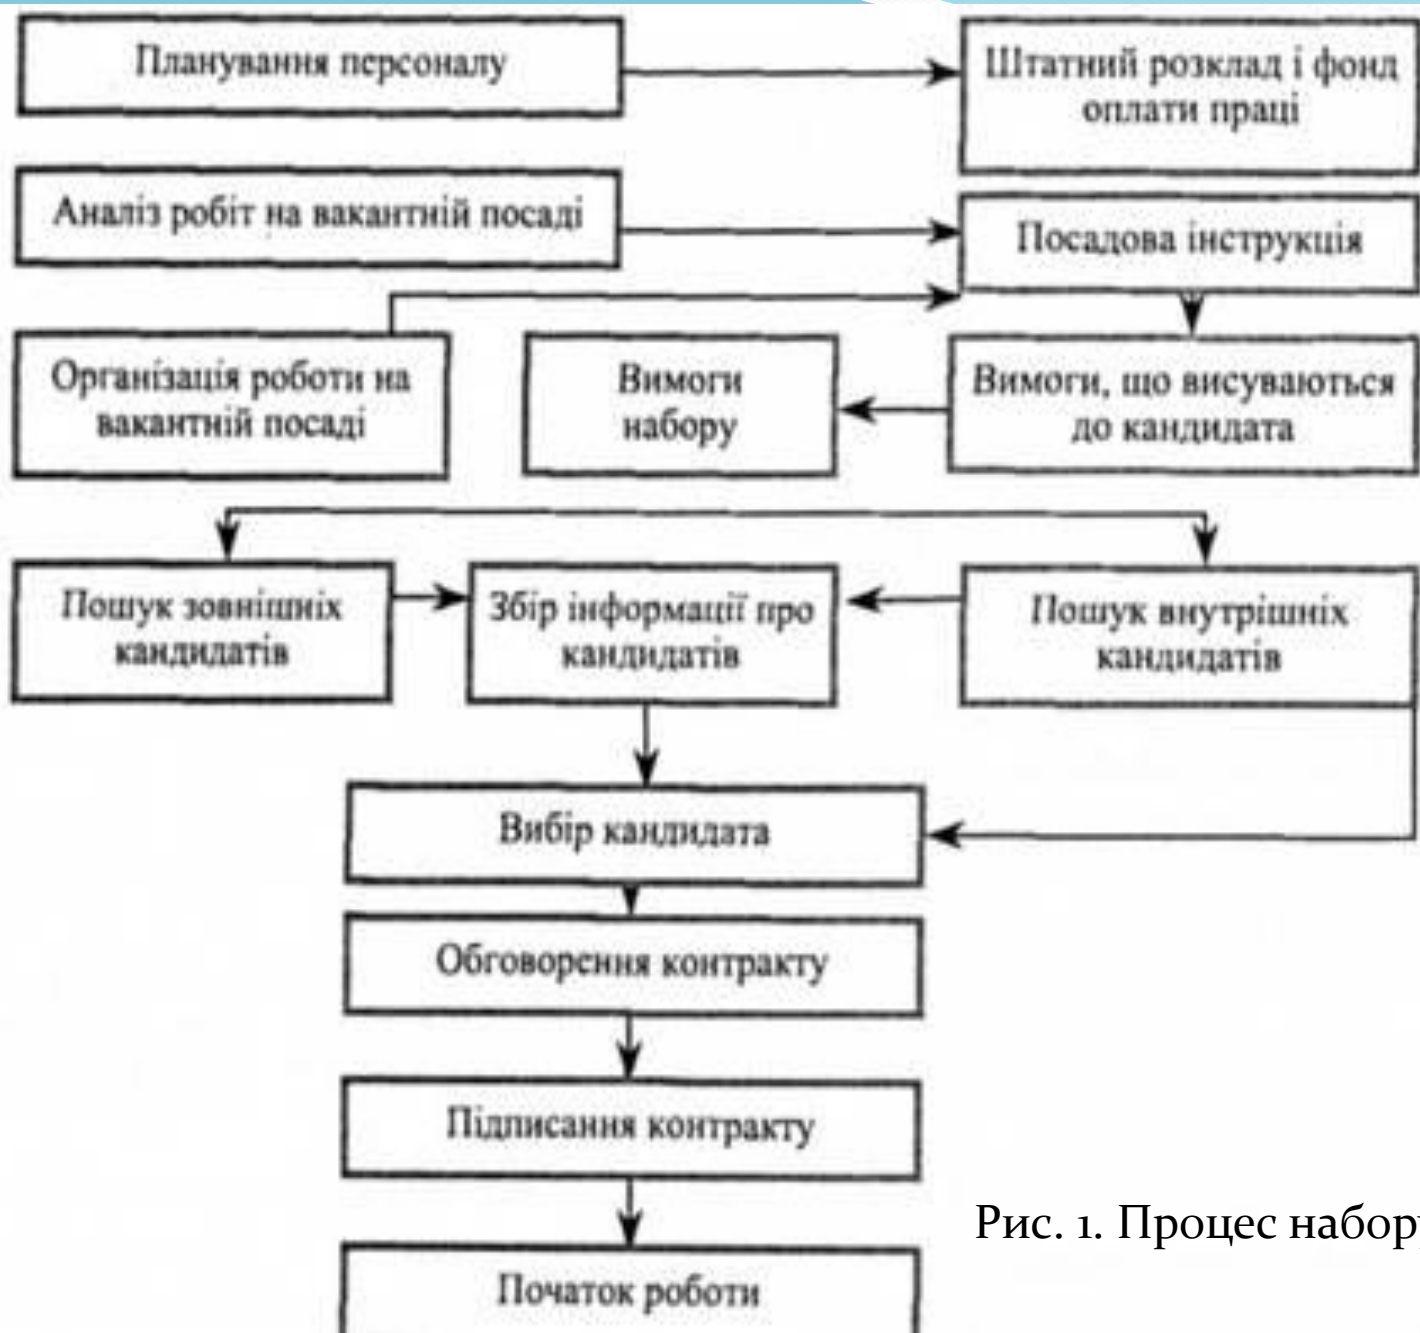 Планування персоналу
Штатний розклад і фонд
оплати праці
Аналіз робіт на вакантній посаді
Посадова інструкція
Організація роботи на
вакантній посаді
Вимоги
набору
Вимоги, що висуваються
до кандидата
Пошук зовнішніх
кандидатів
Збір інформації про
кандидатів
Пошук внутрішніх
кандидатів
Вибір кандидата
Обговорення контракту
Підписання контракту
Початок роботи
Рис. 1. Процес набору